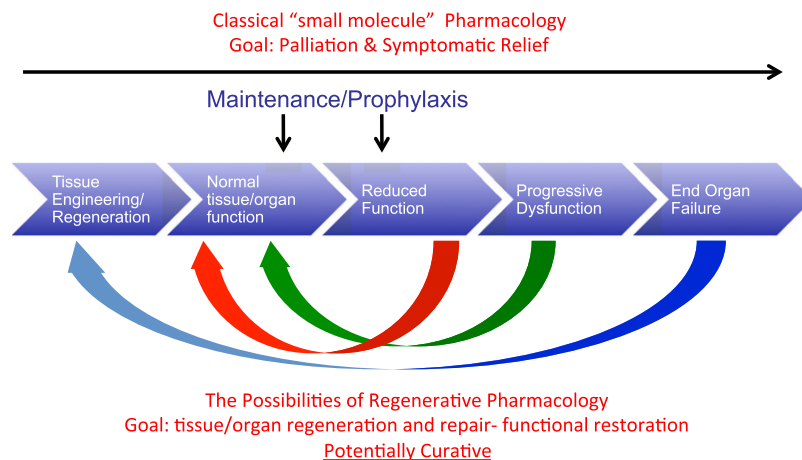 Classical “small molecule” Pharmacology
Goal: Palliation & Symptomatic Relief
Maintenance/Prophylaxis
Tissue
Engineering/
Regeneration
Normal
tissue/organ
function
Reduced
Function
Progressive
Dysfunction
End Organ
Failure
The Possibilities of Regenerative Pharmacology
Goal: tissue/organ regeneration and repair- functional restoration
Potentially Curative